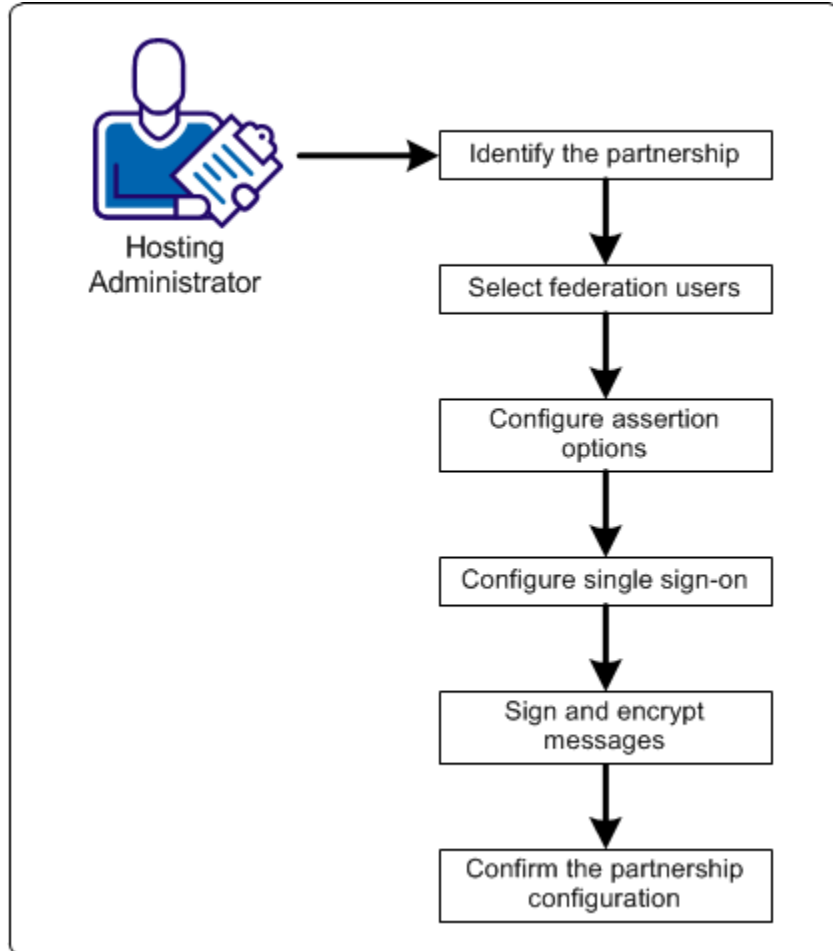 Hosting
Administrator
Identify the partnership
Select federation users
Configure assertion
options
Configure single sign-on
Sign and encrypt
messages
Confirm the partnership
configuration